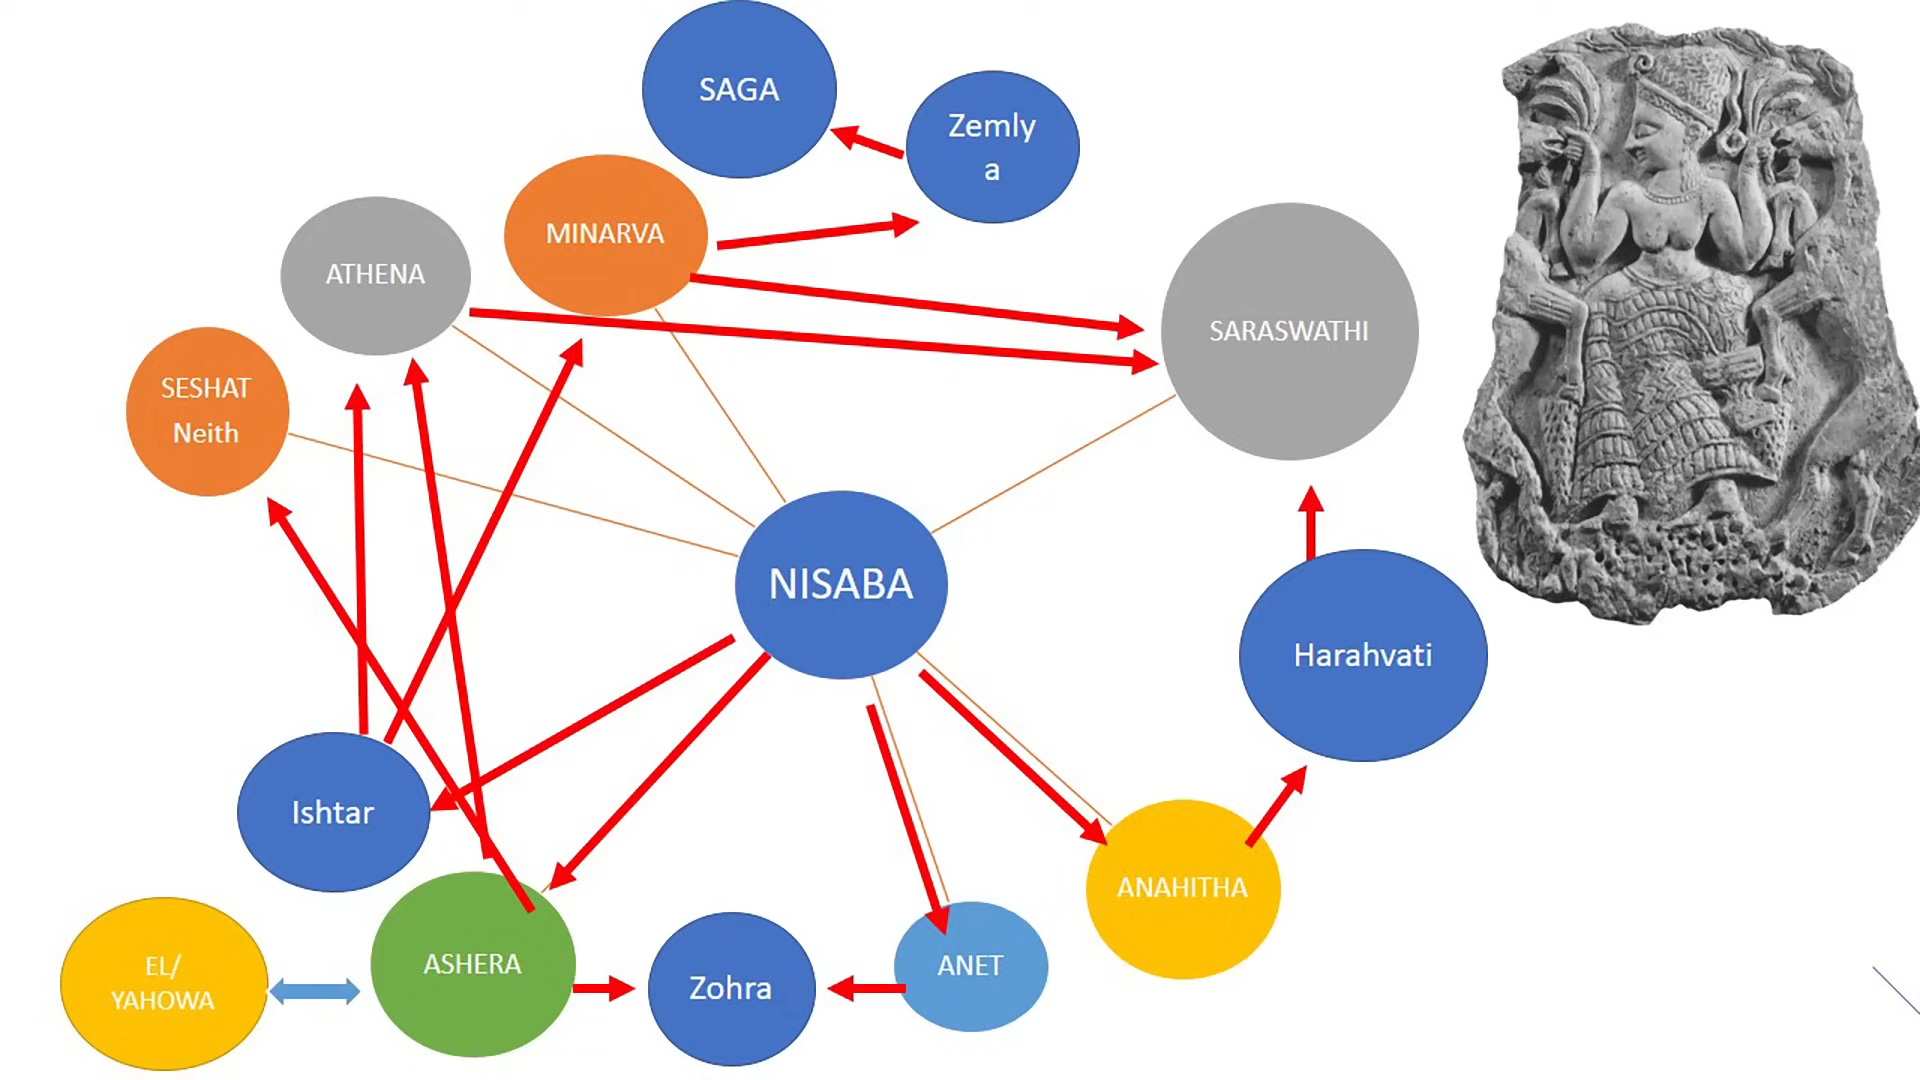 SAGA
Zemly
a
MINARVA
ATHENA
SARASWATHI
SESHAT
Neith
NISABA
Harahvati
Ishtar
ANAHITHA
ASHERA
ANET
EL/
YAHOWA
Zohra